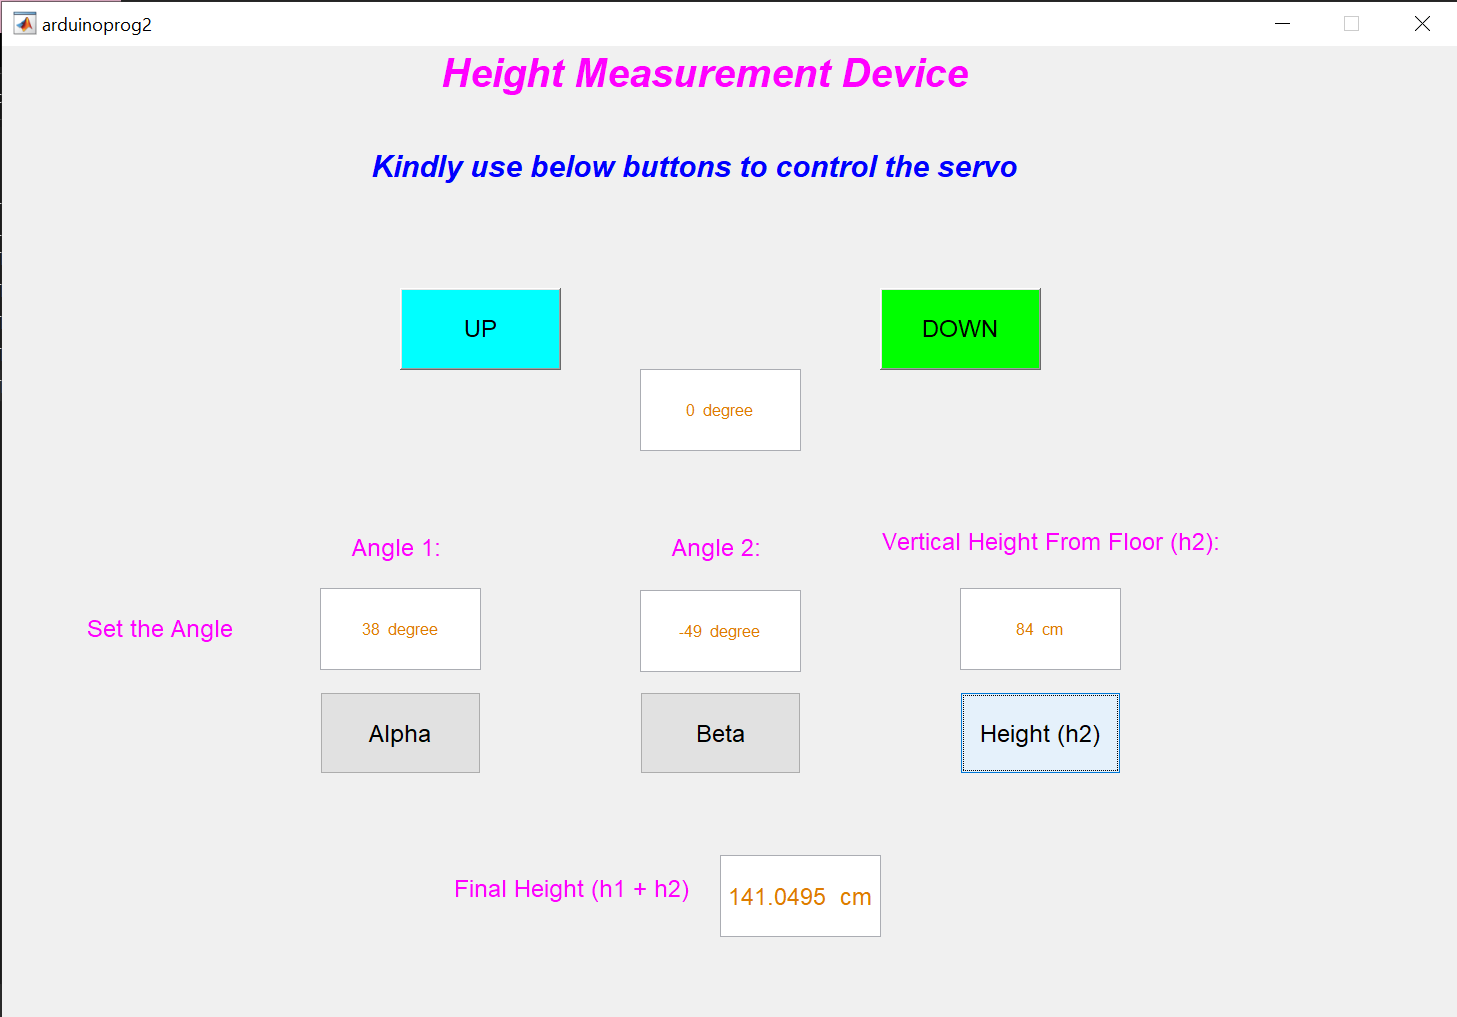 arduinoprog2
Height Measurement Device
Kindly use below buttons to control the servo
UP
DOWN
0 degree
Angle 1:
Angle 2:
Vertical Height From Floor (h2):
Set the Angle
38 degree
-49 degree
84 cm
Alpha
Beta
Height (h2)
Final Height (h1 + h2)
141.0495 cm